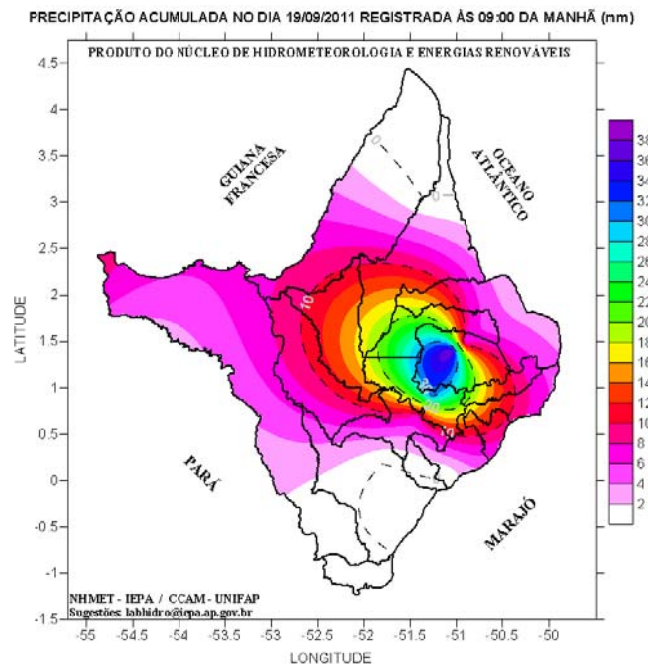 PRECIPITAÇÃO ACUMULADA NO DIA 19/09/2011 REGISTRADA ÀS 09:00 DA MANHÃ (nm)
PRODUTO DO NÚCLEO DE HIDROMETEOROLOGIA E ENERGIAS RENOVÁVEIS
4.5
4
3.5
3
2.5
2
1.5
1
0.5
0
-0.5
-1
-1.5
LATITUDE
GUIANA
FRANCESA
OCEANO
ATLÂNTICO
PARÁ
MARAJÓ
0
0
10
10
20
38
36
34
32
30
28
26
24
22
20
18
16
14
12
10
8
6
4
2
NHMET - IEPA / CCAM - UNIFAP
Sugestões: labhidro@iepa.ap.gov.br
-55 -54.5 -54 -53.5 -53 -52.5 -52 -51.5 -51 -50.5 -50
LONGITUDE